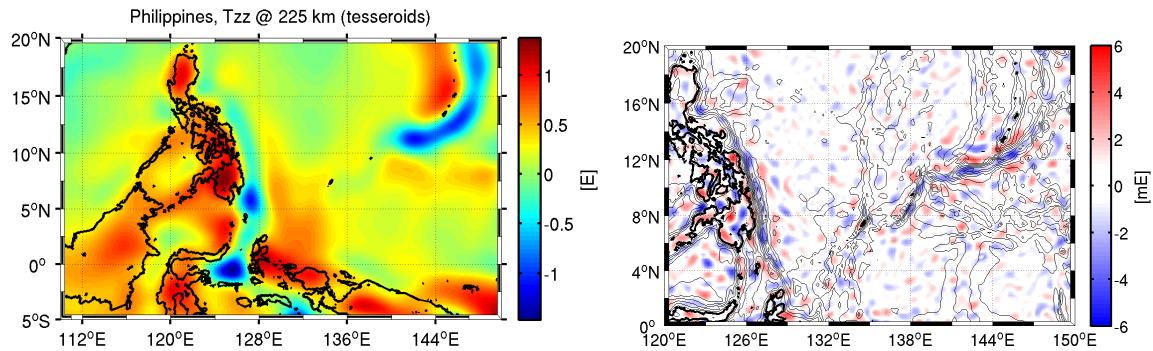 Philippines, Tzz @ 225 km (tesseroids)
20°N
15°N
10°N
5°N
0°
5°S
112°E
120°E
128°E
136°E
144°E
1
0.5
0
-0.5
-1
[E]
20°N
16°N
12°N
8°N
4°N
0°
120°E
126°E
132°E
138°E
144°E
150°E
6
4
2
0
-2
-4
-6
[mE]